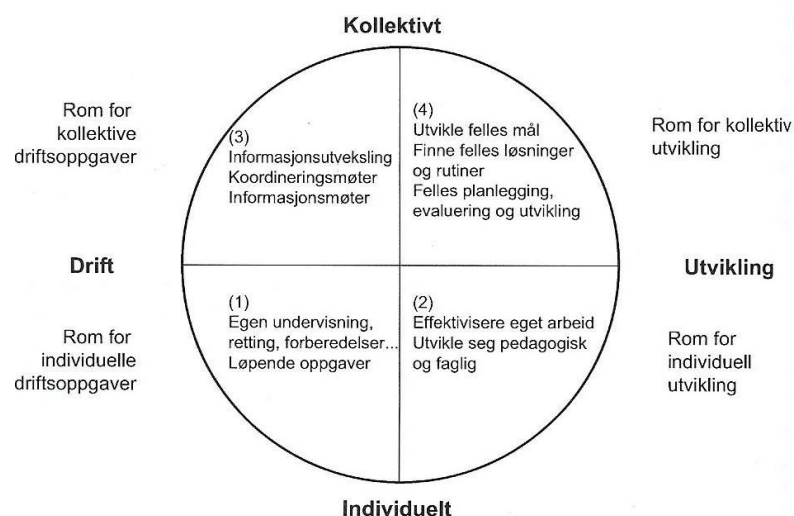 Kollektivt
Rom for
kollektive
driftsoppgaver
(3)
Informasjonsutveksling
Koordineringsmøter
Informasjonsmøter
(4)
Utvikle felles mål
Finne felles løsninger
og rutiner
Felles planlegging,
evaluering og utvikling
Rom for kollektiv
utvikling
Drift
Utvikling
Rom for
individuelle
driftsoppgaver
(1)
Egen undervisning,
retting, forberedelser...
Løpende oppgaver
(2)
Effektivisere eget arbeid
Utvikle seg pedagogisk
og faglig
Rom for
individuell
utvikling
Individuelt